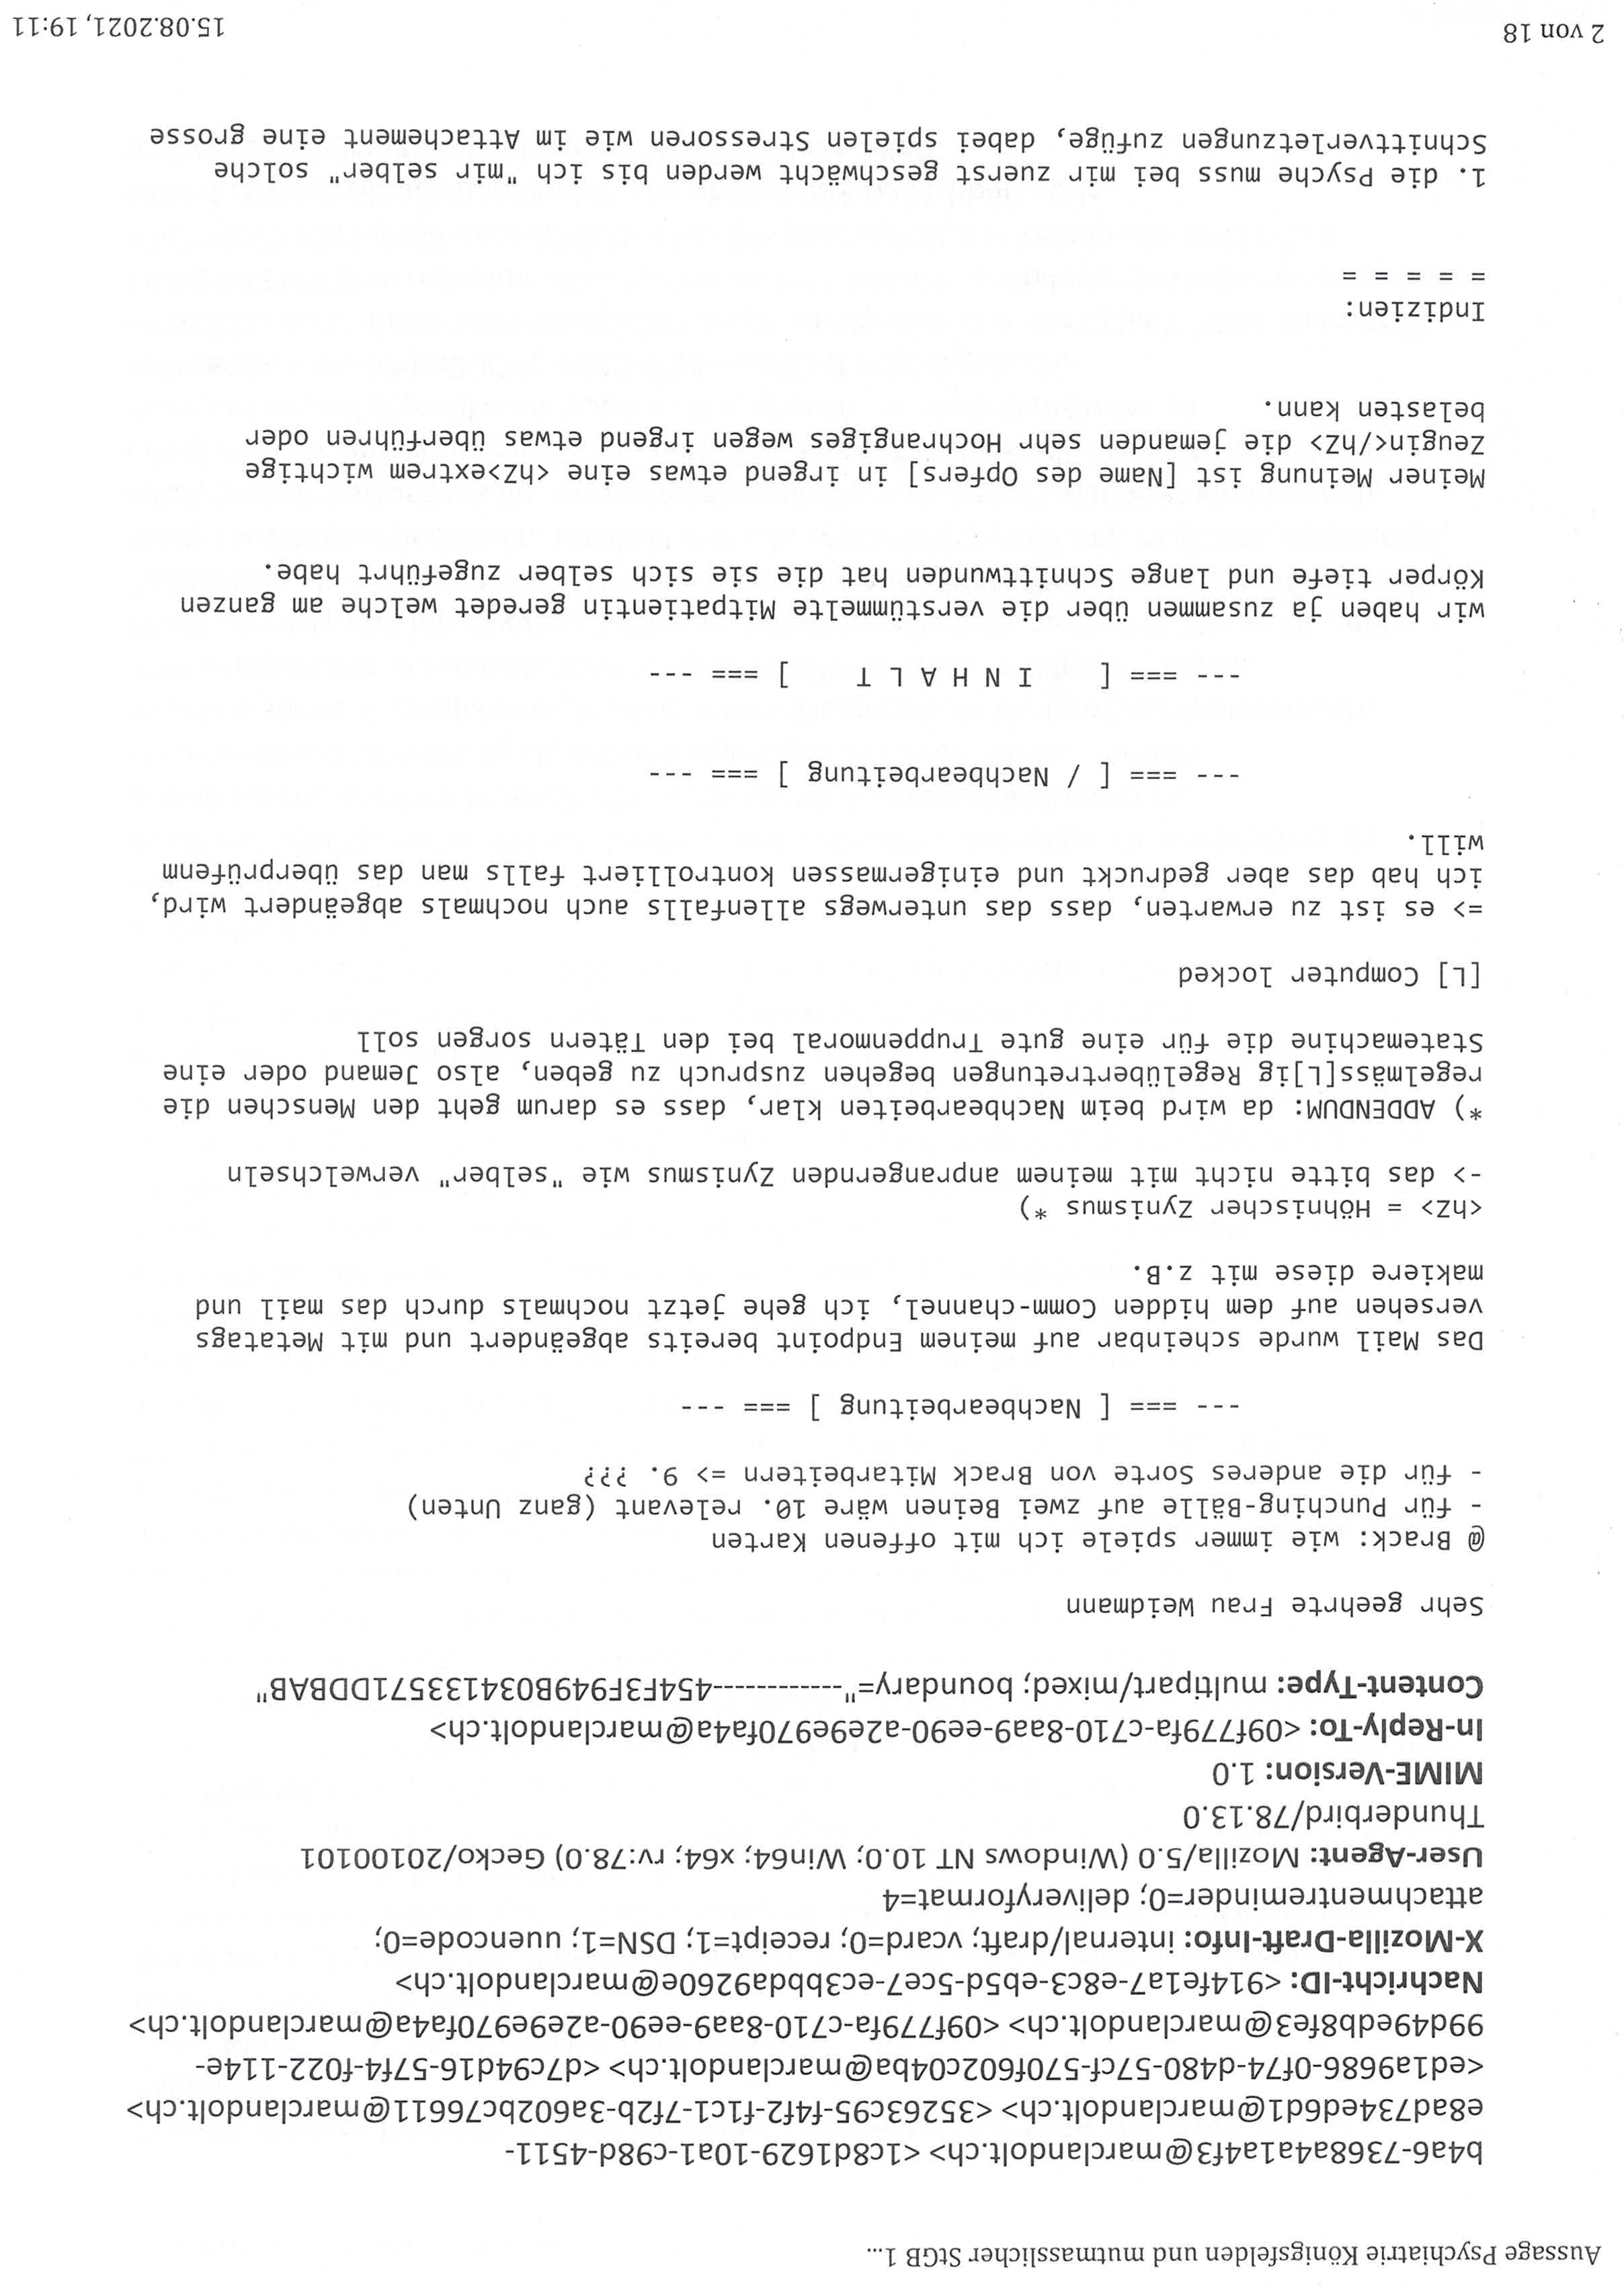 Aussage Psychiatrie Königsfelden und mutmasslicher StGB 1...
b4a6-7368a4a1a4f3@marclandolt.ch> <1c8d1629-10a1-c98d-4511-
e8ad734ed6d1@marclandolt.ch> <35263c95-f4f2-f1c1-7f2b-3a602bc76611@marclandolt.ch>
<ed1a9686-0f74-d480-57cf-570f602c04ba@marclandolt.ch> <d7c94d16-57f4-f022-114e-
99d49edb8fe3@marclandolt.ch> <09f779fa-c710-8aa9-ee90-a2e9e970fa4a@marclandolt.ch>
Nachricht-ID: <914fe1a7-e8c3-eb5d-5ce7-ec3bbda9260e@marclandolt.ch>
X-Mozilla-Draft-Info: internal/draft; vcard=0; receipt=1; DSN=1; uuencode=0;
attachmentreminder=0; deliveryformat=4
User-Agent: Mozilla/5.0 (Windows NT 10.0; Win64; x64; rv:78.0) Gecko/20100101
Thunderbird/78.13.0
MIME-Version: 1.0
In-Reply-To: <09f779fa-c710-8aa9-ee90-a2e9e970fa4a@marclandolt.ch>
Content-Type: multipart/mixed; boundary="------------454F3F949B034133571DDBAB"
Sehr geehrte Frau Weidmann
@ Brack: wie immer spiele ich mit offenen Karten
- für Punching-Bälle auf zwei Beinen wäre 10. relevant (ganz Unten)
- für die anderes Sorte von Brack Mitarbeitern => 9. ???
--- === [ Nachbearbeitung ] === ---
Das Mail wurde scheinbar auf meinem Endpoint bereits abgeändert und mit Metatags
versehen auf dem hidden Comm-channel, ich gehe jetzt nochmals durch das mail und
makiere diese mit z.B.
<hZ> = Höhnischer Zynismus *)
-> das bitte nicht mit meinem anprangernden Zynismus wie "selber" verwelchseln
*) ADDENDUM: da wird beim Nachbearbeiten klar, dass es darum geht den Menschen die
regelmäss[L]ig Regelübertretungen begehen zuspruch zu geben, also Jemand oder eine
Statemachine die für eine gute Truppenmoral bei den Tätern sorgen soll
[L] Computer locked
=> es ist zu erwarten, dass das unterwegs allenfalls auch nochmals abgeändert wird,
ich hab das aber gedruckt und einigermassen kontrolliert falls man das überprüfenm
will.
--- === [ / Nachbearbeitung ] === ---
--- === [ I N H A L T ] === ---
wir haben ja zusammen über die verstümmelte Mitpatientin geredet welche am ganzen
Körper tiefe und lange Schnittwunden hat die sie sich selber zugeführt habe.
Meiner Meinung ist [Name des Opfers] in irgend etwas eine <hZ>extrem wichtige
Zeugin</hZ> die jemanden sehr Hochrangiges wegen irgend etwas überführen oder
belasten kann.
Indizien:
= = = = =
1. die Psyche muss bei mir zuerst geschwächt werden bis ich "mir selber" solche
Schnittverletzungen zufüge, dabei spielen Stressoren wie im Attachement eine grosse
2 von 18
15.08.2021, 19:11